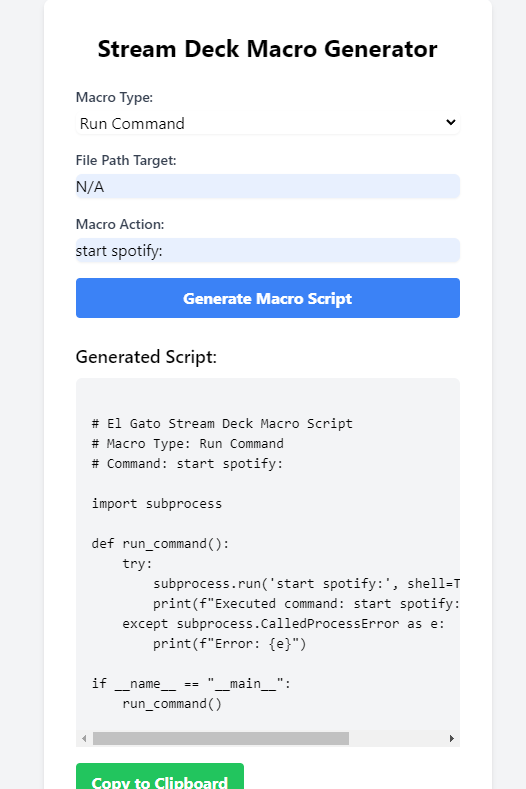 Stream Deck Macro Generator
Macro Type:
Run Command
File Path Target:
N/A
Macro Action:
start spotify:
Generate Macro Script
Generated Script:
# El Gato Stream Deck Macro Script
# Macro Type: Run Command
# Command: start spotify:
import subprocess
def run_command():
    try:
        subprocess.run('start spotify:', shell=T
        print(f"Executed command: start spotify:
    except subprocess.CalledProcessError as e:
        print(f"Error: {e}")
if __name__ == "__main__":
    run_command()
Copy to Clipboard